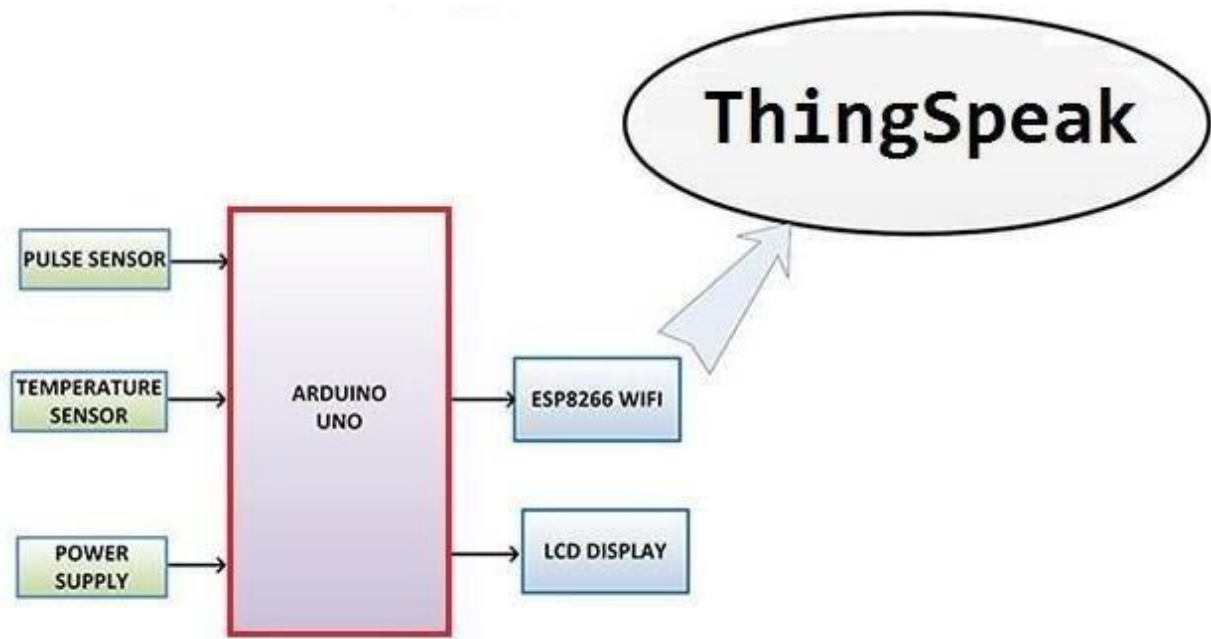 ThingSpeak
PULSE SENSOR
TEMPERATURE
SENSOR
POWER
SUPPLY
ARDUINO
UNO
ESP8266 WIFI
LCD DISPLAY